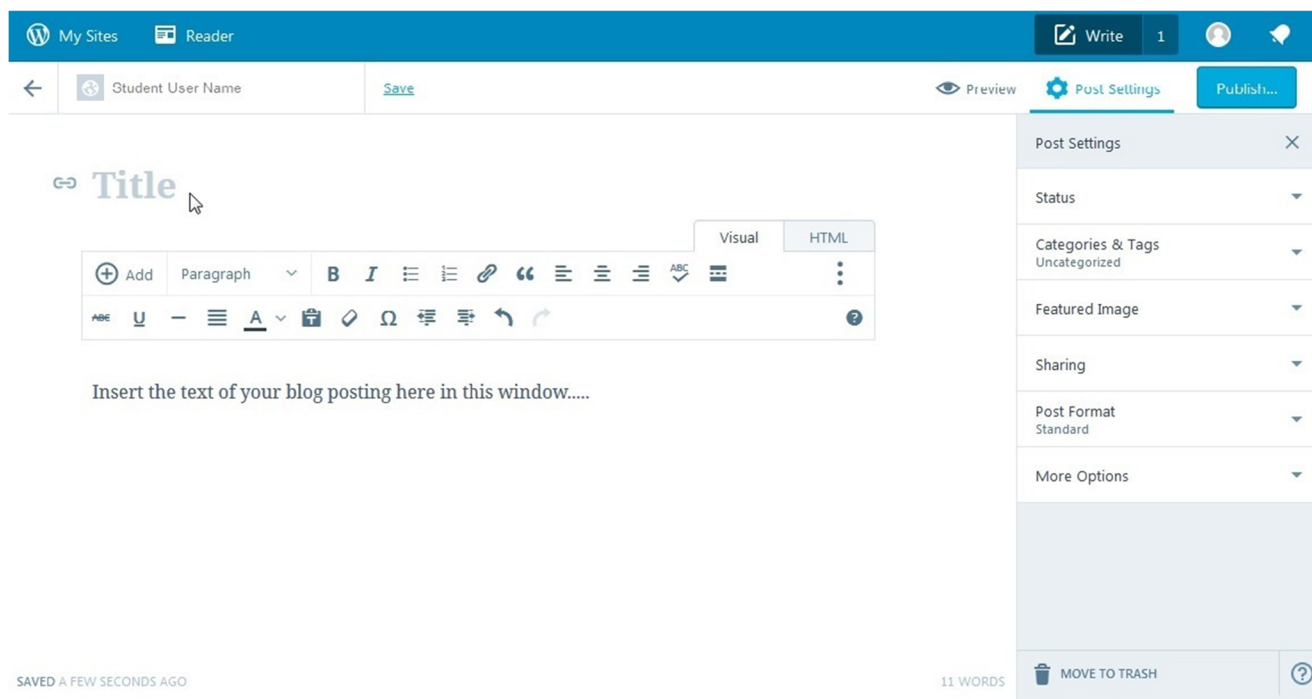 My Sites Reader Write 1
Student User Name Save Preview Post Settings Publish...
Title
Visual HTML
Add Paragraph B I ABC
ABC U A T Ω
Insert the text of your blog posting here in this window.....
Post Settings
Status
Categories & Tags
Uncategorized
Featured Image
Sharing
Post Format
Standard
More Options
SAVED A FEW SECONDS AGO 11 WORDS MOVE TO TRASH